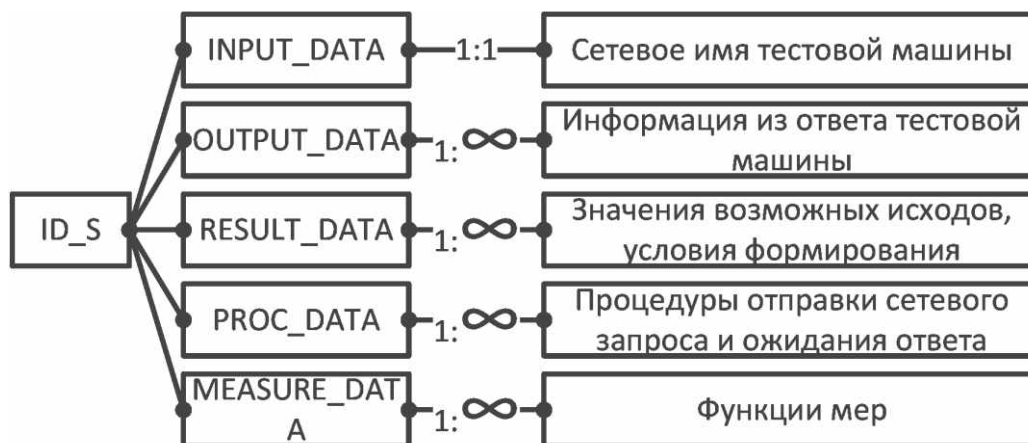 INPUT_DATA 1:1 Сетевое имя тестовой машины
OUTPUT_DATA 1:∞ Информация из ответа тестовой
машины
ID_S
RESULT_DATA 1:∞ Значения возможных исходов,
условия формирования
PROC_DATA 1:∞ Процедуры отправки сетевого
запроса и ожидания ответа
MEASURE_DAT
A 1:∞ Функции мер